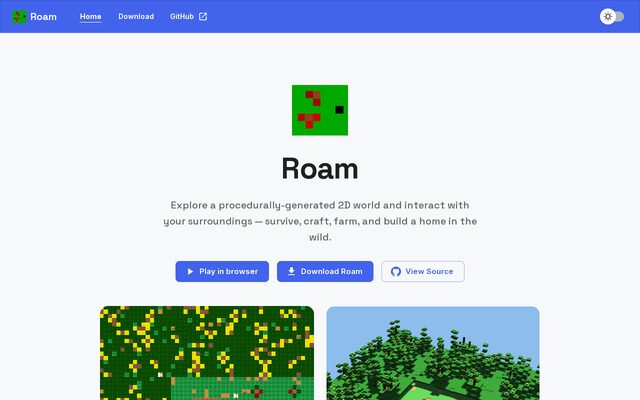 Roam
Home
Download
GitHub
Roam
Explore a procedurally-generated 2D world and interact with
your surroundings — survive, craft, farm, and build a home in the
wild.
Play in browser
Download Roam
View Source